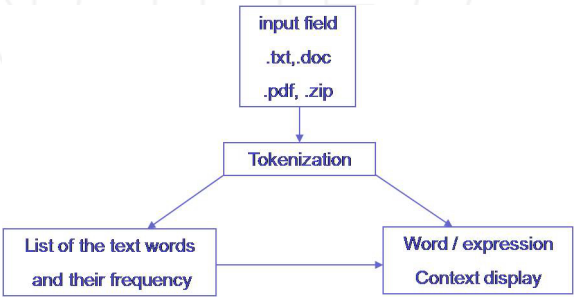 input field
.txt,.doc
.pdf, .zip
Tokenization
List of the text words
and their frequency
Word / expression
Context display